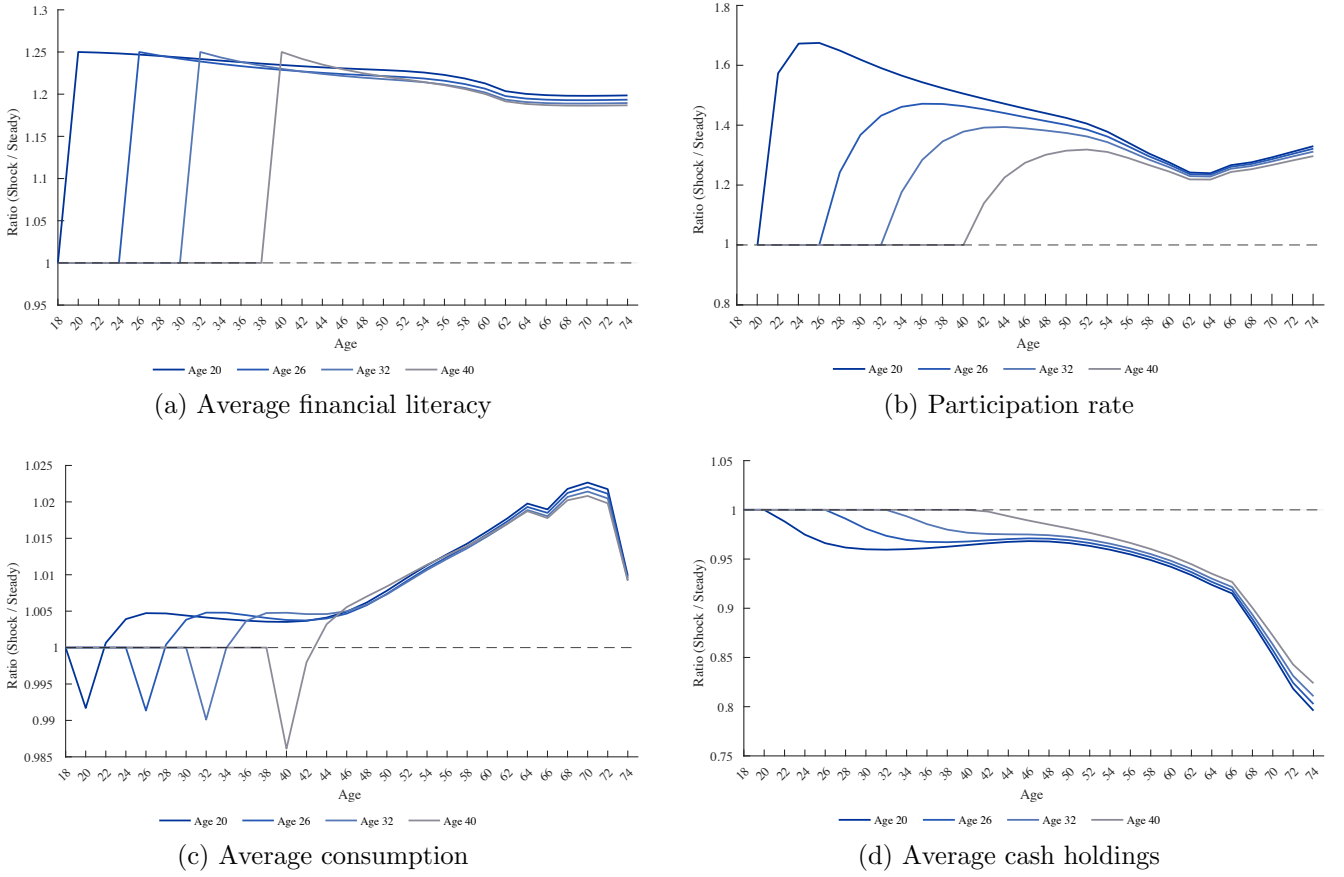 1.3
1.25
1.2
1.15
1.1
1.05
1
0.95
Ratio (Shock / Steady)
18 20 22 24 26 28 30 32 34 36 38 40 42 44 46 48 50 52 54 56 58 60 62 64 66 68 70 72 74
Age
Age 20 Age 26 Age 32 Age 40
(a) Average financial literacy
1.8
1.6
1.4
1.2
1
0.8
Ratio (Shock / Steady)
18 20 22 24 26 28 30 32 34 36 38 40 42 44 46 48 50 52 54 56 58 60 62 64 66 68 70 72 74
Age
Age 20 Age 26 Age 32 Age 40
(b) Participation rate
1.025
1.02
1.015
1.01
1.005
1
0.995
0.99
0.985
Ratio (Shock / Steady)
18 20 22 24 26 28 30 32 34 36 38 40 42 44 46 48 50 52 54 56 58 60 62 64 66 68 70 72 74
Age
Age 20 Age 26 Age 32 Age 40
(c) Average consumption
1.05
1
0.95
0.9
0.85
0.8
0.75
Ratio (Shock / Steady)
18 20 22 24 26 28 30 32 34 36 38 40 42 44 46 48 50 52 54 56 58 60 62 64 66 68 70 72 74
Age
Age 20 Age 26 Age 32 Age 40
(d) Average cash holdings